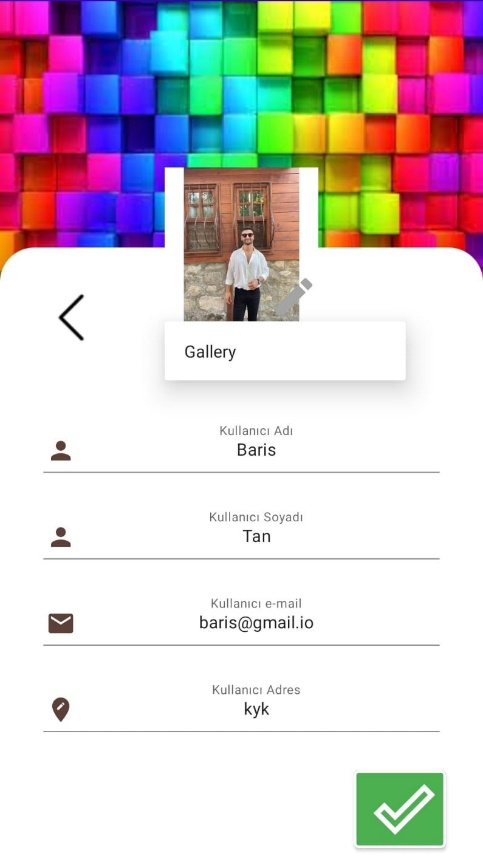 Gallery
Kullanıcı Adı
Baris
Kullanıcı Soyadı
Tan
Kullanıcı e-mail
baris@gmail.io
Kullanıcı Adres
kyk